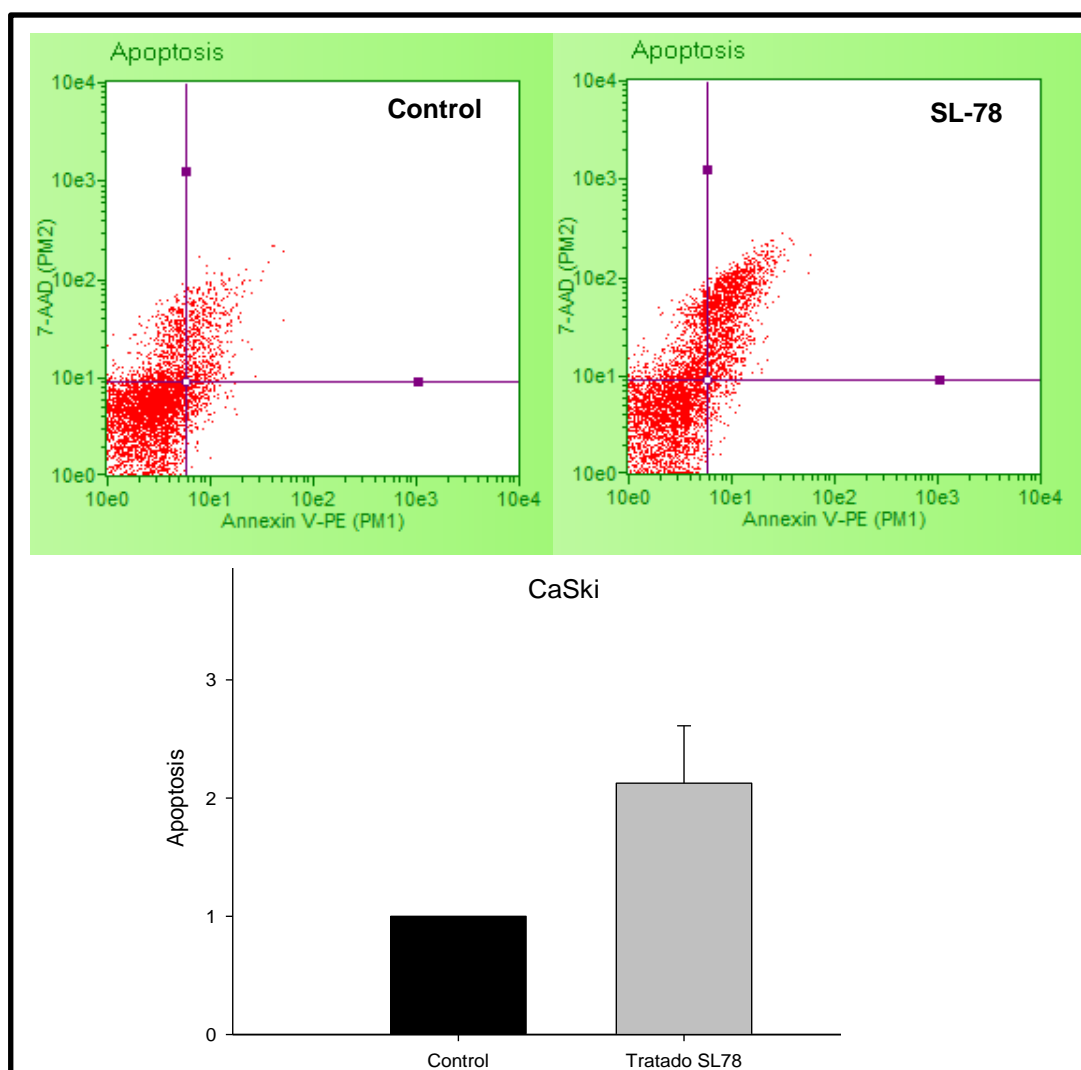 Apoptosis
Control
10e4
10e3
10e2
10e1
10e0
7-AAD (PM2)
10e0
10e1
10e2
10e3
10e4
Annexin V-PE (PM1)
Apoptosis
SL-78
10e4
10e3
10e2
10e1
10e0
7-AAD (PM2)
10e0
10e1
10e2
10e3
10e4
Annexin V-PE (PM1)
CaSki
Apoptosis
3
2
1
0
Control
Tratado SL78